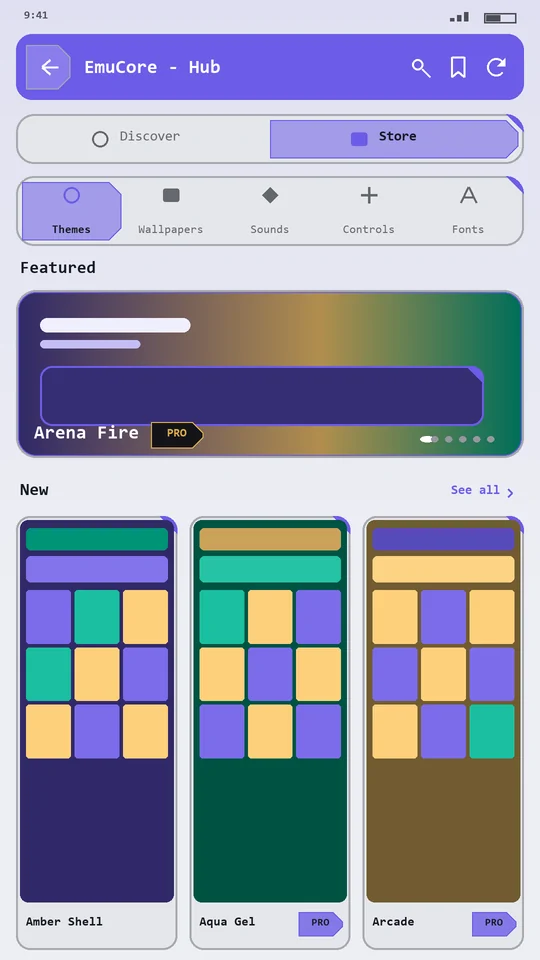 9:41
EmuCore - Hub
Discover
Store
Themes
Wallpapers
Sounds
Controls
Fonts
Featured
Arena Fire
PRO
New
See all
Amber Shell
Aqua Gel
PRO
Arcade
PRO